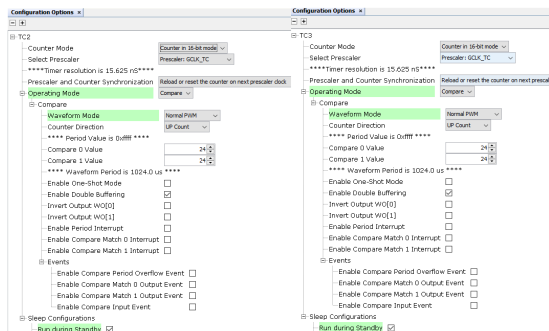 Configuration Options ×
TC2
Counter Mode Counter in 16-bit mode
Select Prescaler Prescaler: GCLK_TC
****Timer resolution is 15.625 nS****
Prescaler and Counter Synchronization Reload or reset the counter on next prescaler clock
Operating Mode Compare
Compare
Waveform Mode Normal PWM
Counter Direction UP Count
**** Period Value is 0xffff ****
Compare 0 Value 24
Compare 1 Value 24
**** Waveform Period is 1024.0 us ****
Enable One-Shot Mode
Enable Double Buffering
Invert Output WO[0]
Invert Output WO[1]
Enable Period Interrupt
Enable Compare Match 0 Interrupt
Enable Compare Match 1 Interrupt
Events
Enable Compare Period Overflow Event
Enable Compare Match 0 Output Event
Enable Compare Match 1 Output Event
Enable Compare Input Event
Sleep Configurations
Run during Standby
Configuration Options ×
TC3
Counter Mode Counter in 16-bit mode
Select Prescaler Prescaler: GCLK_TC
****Timer resolution is 15.625 nS****
Prescaler and Counter Synchronization Reload or reset the counter on next prescal
Operating Mode Compare
Compare
Waveform Mode Normal PWM
Counter Direction UP Count
**** Period Value is 0xffff ****
Compare 0 Value 24
Compare 1 Value 24
**** Waveform Period is 1024.0 us ****
Enable One-Shot Mode
Enable Double Buffering
Invert Output WO[0]
Invert Output WO[1]
Enable Period Interrupt
Enable Compare Match 0 Interrupt
Enable Compare Match 1 Interrupt
Events
Enable Compare Period Overflow Event
Enable Compare Match 0 Output Event
Enable Compare Match 1 Output Event
Enable Compare Input Event
Sleep Configurations
Run during Standby